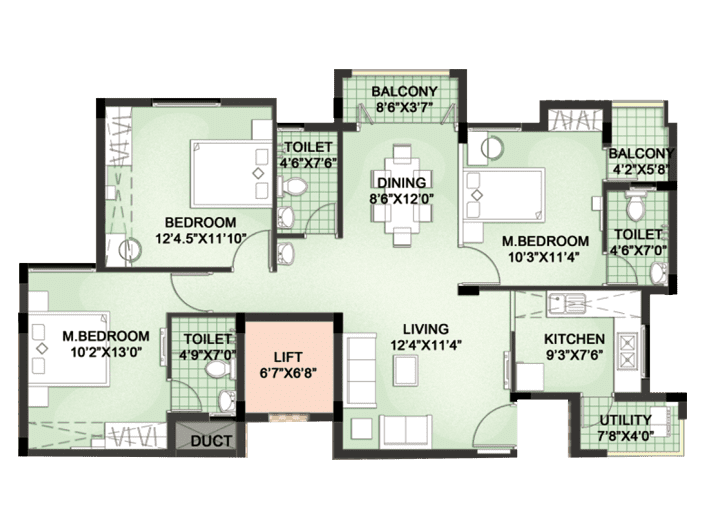 BALCONY
8'6"X3'7"
TOILET
4'6"X7'6"
BALCONY
4'2"X5'8"
DINING
8'6"X12'0"
BEDROOM
12'4.5"X11'10"
M.BEDROOM
10'3"X11'4"
TOILET
4'6"X7'0"
M.BEDROOM
10'2"X13'0"
TOILET
4'9"X7'0"
LIFT
6'7"X6'8"
LIVING
12'4"X11'4"
KITCHEN
9'3"X7'6"
UTILITY
7'8"X4'0"
DUCT